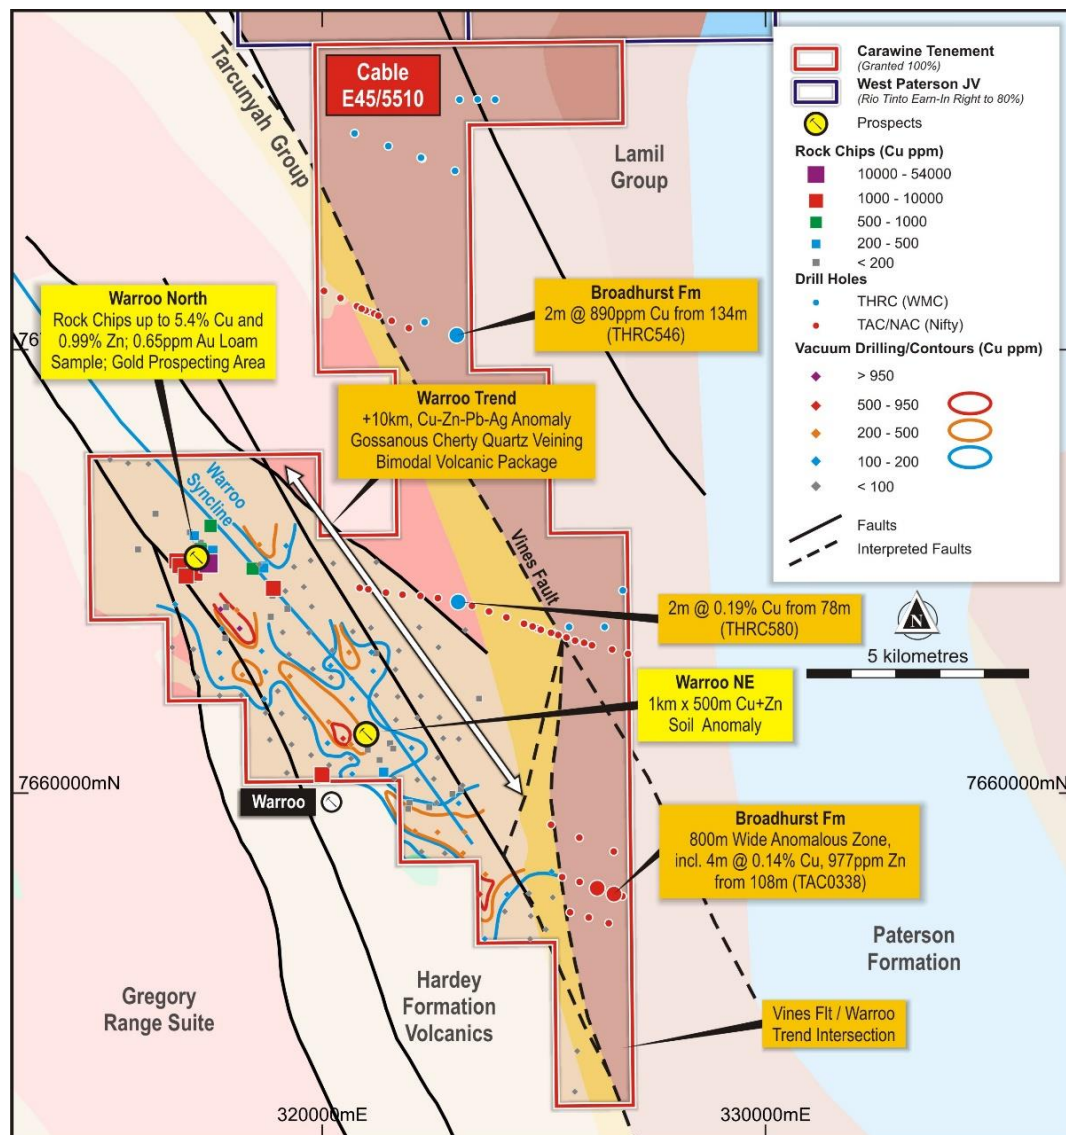 Tarcunyah Group
Cable
E45/5510
Lamil
Group
Carawine Tenement
(Granted 100%)
West Paterson JV
(Rio Tinto Earn-In Right to 80%)
Prospects
Rock Chips (Cu ppm)
10000 - 54000
1000 - 10000
500 - 1000
200 - 500
< 200
Drill Holes
THRC (WMC)
TAC/NAC (Nifty)
Vacuum Drilling/Contours (Cu ppm)
> 950
500 - 950
200 - 500
100 - 200
< 100
Faults
Interpreted Faults
Warroo North
Rock Chips up to 5.4% Cu and
0.99% Zn; 0.65ppm Au Loam
Sample; Gold Prospecting Area
Broadhurst Fm
2m @ 890ppm Cu from 134m
(THRC546)
Warroo Trend
+10km, Cu-Zn-Pb-Ag Anomaly
Gossanous Cherty Quartz Veining
Bimodal Volcanic Package
Warroo
Syncline
Vines Fault
2m @ 0.19% Cu from 78m
(THRC580)
N
5 kilometres
Warroo NE
1km x 500m Cu+Zn
Soil Anomaly
7660000mN
7660000mN
Warroo
Broadhurst Fm
800m Wide Anomalous Zone,
incl. 4m @ 0.14% Cu, 977ppm Zn
from 108m (TAC0338)
Paterson
Formation
Gregory
Range Suite
Hardey
Formation
Volcanics
Vines Flt / Warroo
Trend Intersection
320000mE
330000mE